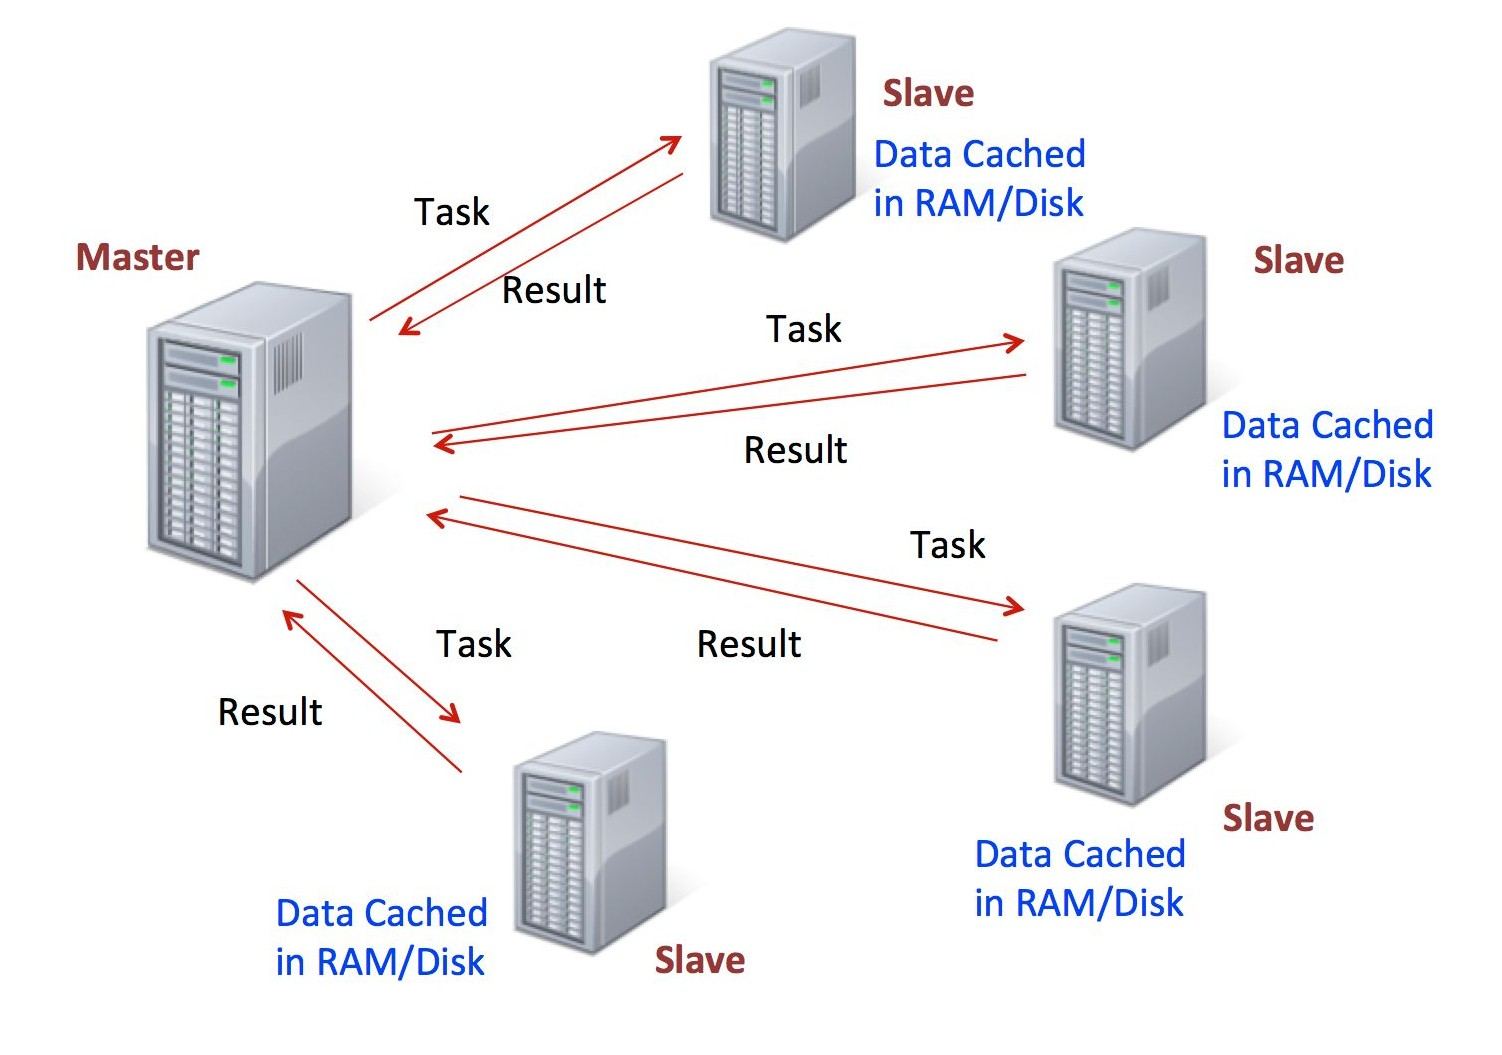 Slave
Data Cached
in RAM/Disk
Task
Master
Result
Slave
Task
Data Cached
in RAM/Disk
Result
Task
Task
Result
Result
Slave
Data Cached
in RAM/Disk
Data Cached
in RAM/Disk
Slave